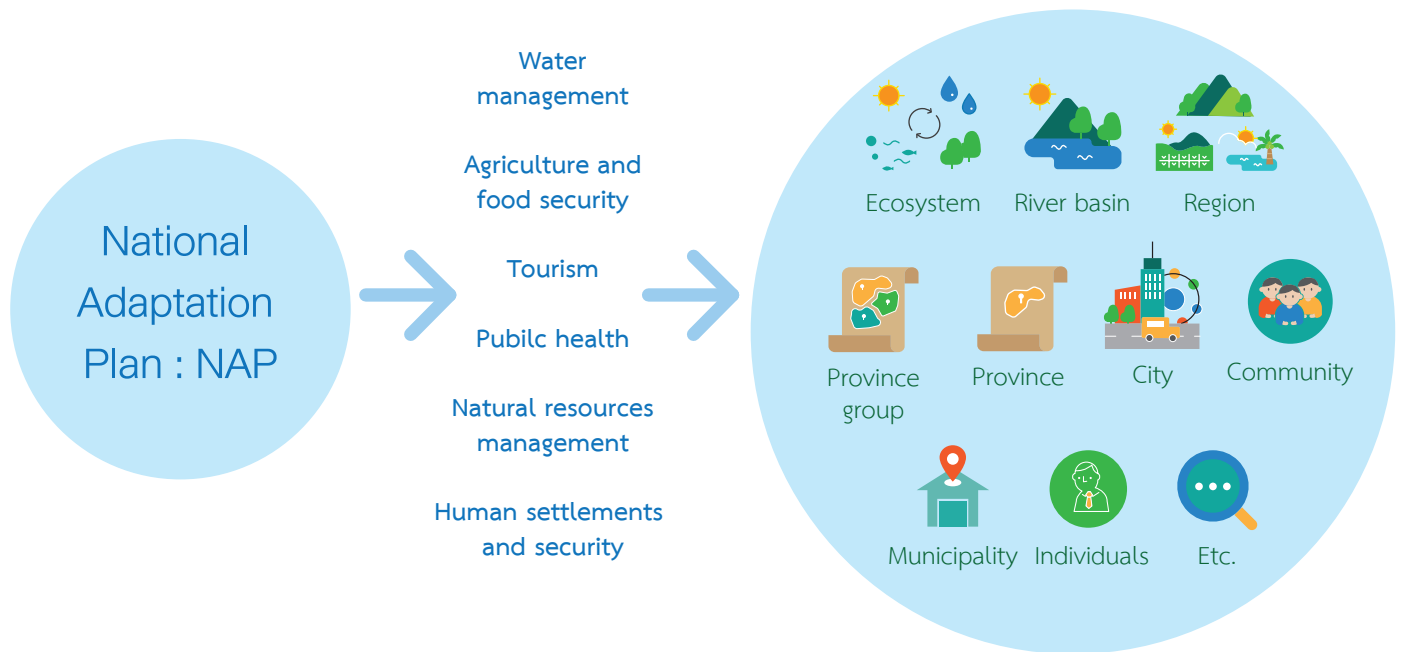 National
Adaptation
Plan : NAP
Water
management
Agriculture and
food security
Tourism
Pubilc health
Natural resources
management
Human settlements
and security
Ecosystem
River basin
Region
Province
group
Province
City
Community
Municipality
Individuals
Etc.